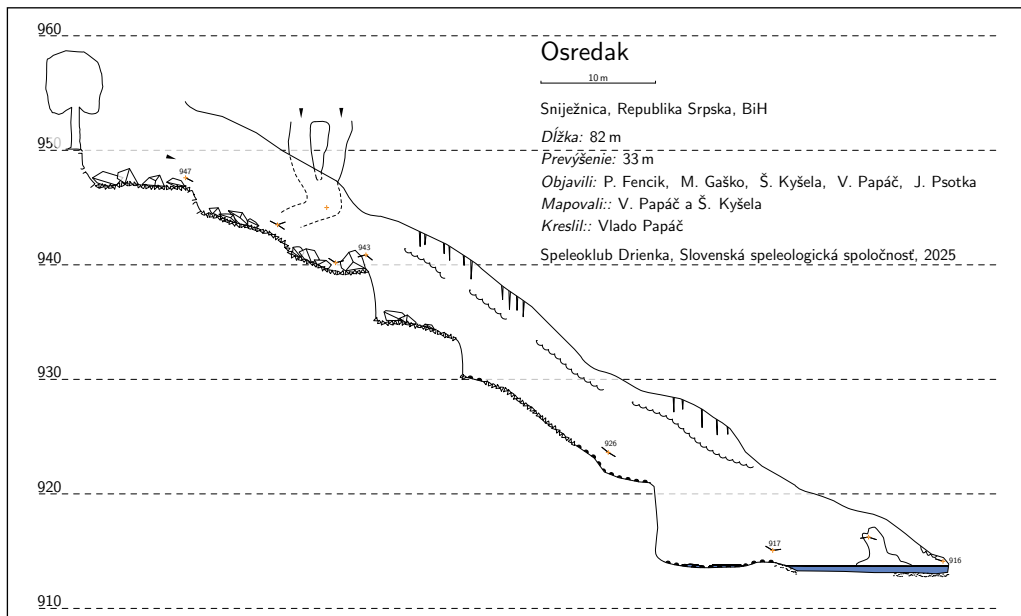 960
Osredak
10 m
Sniježnica, Republika Srpska, BiH
Dĺžka: 82 m
950
Prevýšenie: 33 m
947
Objavili: P. Fencik, M. Gaško, Š. Kyšela, V. Papáč, J. Psotka
Mapovali:: V. Papáč a Š. Kyšela
Kreslil:: Vlado Papáč
943
Speleoklub Drienka, Slovenská speleologická spoločnosť, 2025
940
930
926
920
917
916
910